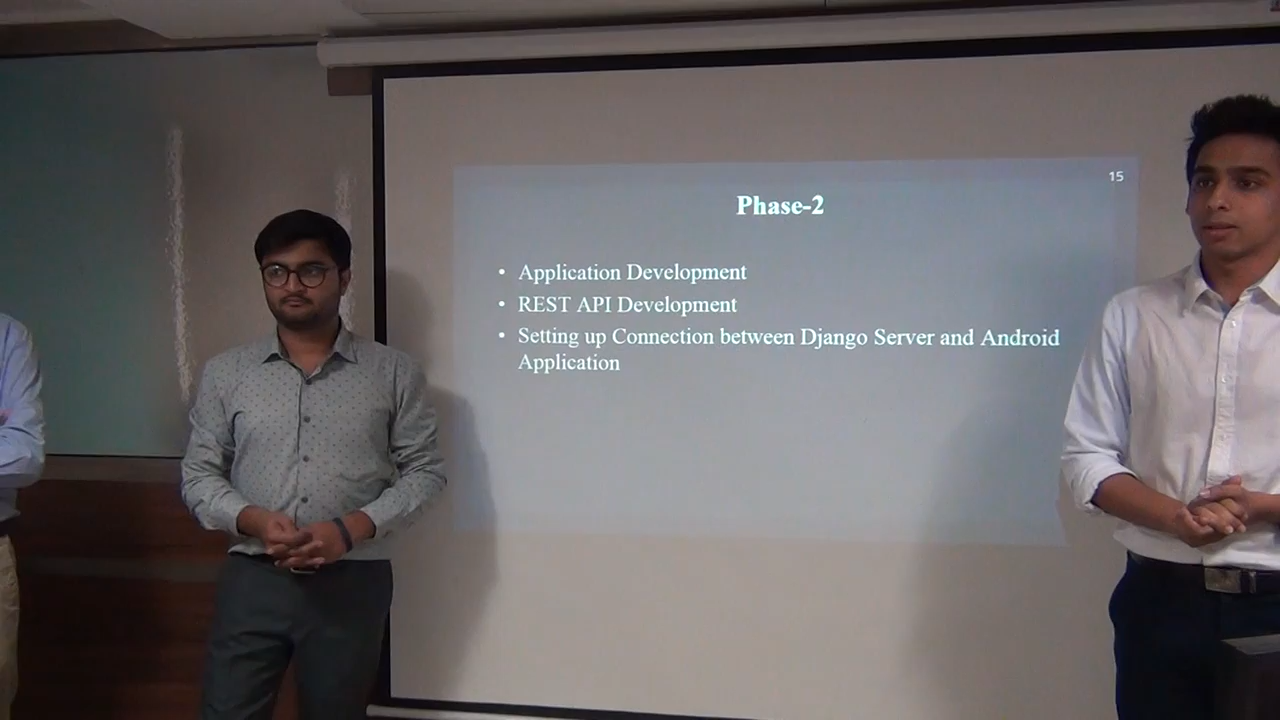 15
Phase-2
• Application Development
• REST API Development
• Setting up Connection between Django Server and Android
Application